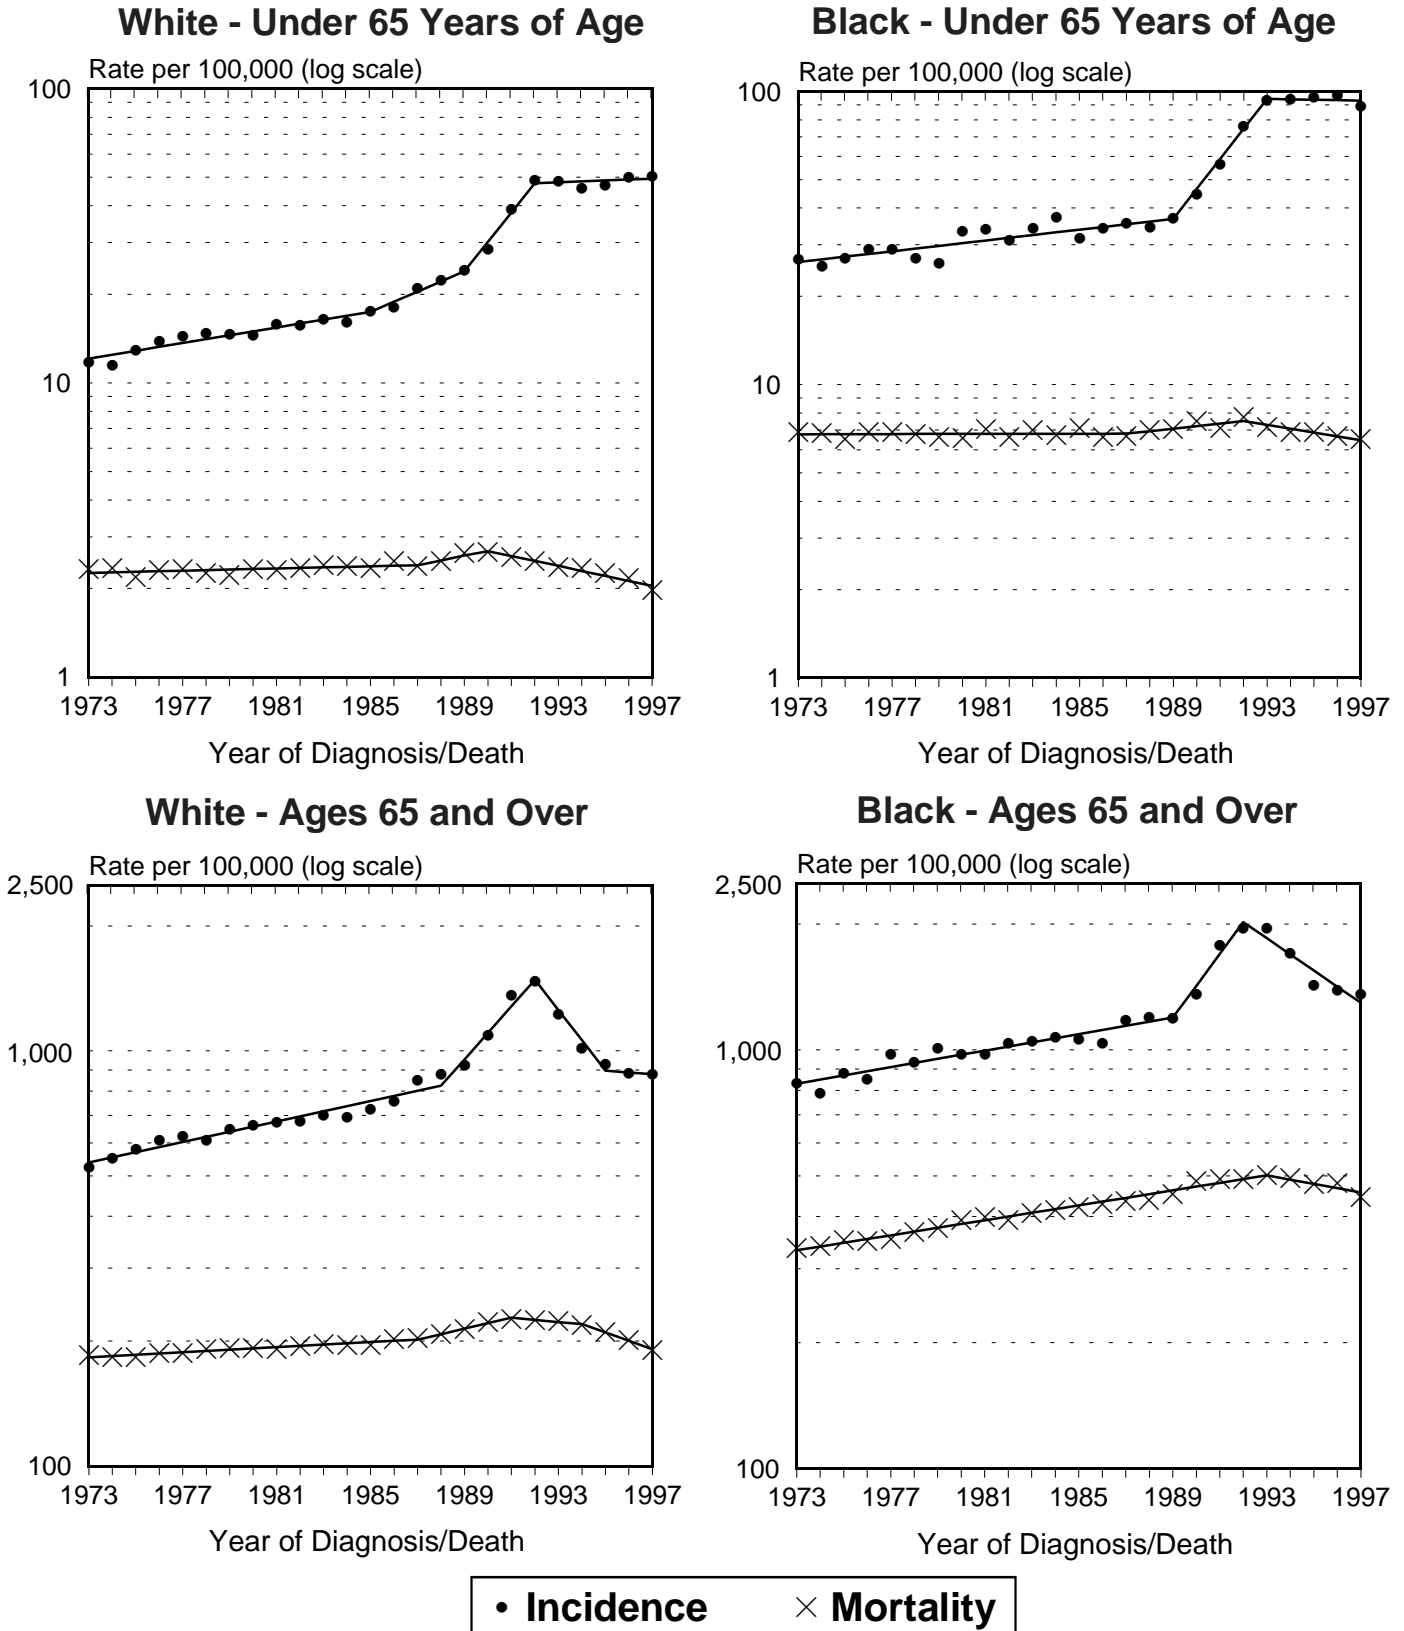 White - Under 65 Years of Age
Rate per 100,000 (log scale)
100
10
1
1973 1977 1981 1985 1989 1993 1997
Year of Diagnosis/Death
Black - Under 65 Years of Age
Rate per 100,000 (log scale)
100
10
1
1973 1977 1981 1985 1989 1993 1997
Year of Diagnosis/Death
White - Ages 65 and Over
Rate per 100,000 (log scale)
2,500
1,000
100
1973 1977 1981 1985 1989 1993 1997
Year of Diagnosis/Death
Black - Ages 65 and Over
Rate per 100,000 (log scale)
2,500
1,000
100
1973 1977 1981 1985 1989 1993 1997
Year of Diagnosis/Death
Incidence Mortality